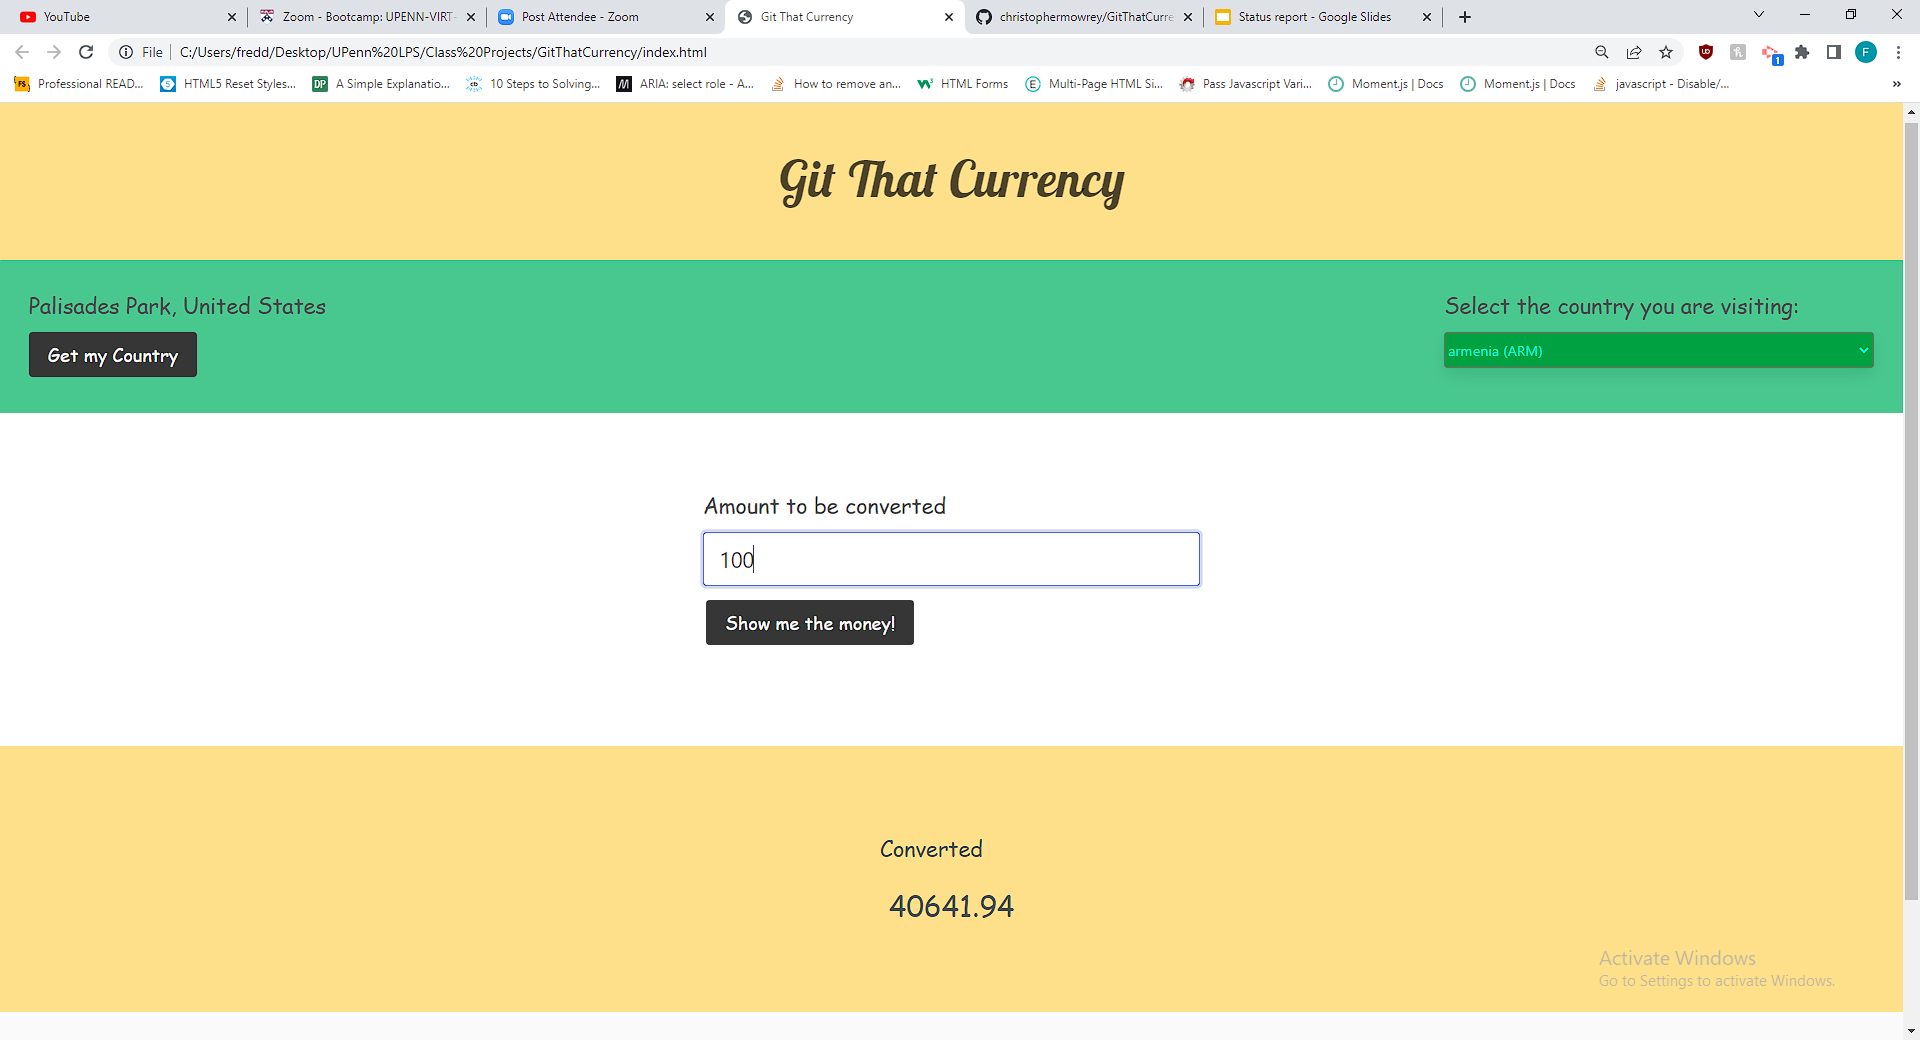 YouTube
Zoom - Bootcamp: UPENN-VIRT-
Post Attendee - Zoom
Git That Currency
christophermowrey/GitThatCurre
Status report - Google Slides
File
C:/Users/fredd/Desktop/UPenn%20LPS/Class%20Projects/GitThatCurrency/index.html
1
F
Professional READ...
HTML5 Reset Styles...
DP
A Simple Explanatio...
10 Steps to Solving...
M
ARIA: select role - A...
How to remove an...
HTML Forms
E
Multi-Page HTML Si...
Pass Javascript Vari...
Moment.js | Docs
Moment.js | Docs
javascript - Disable/...
»
Git That Currency
Palisades Park, United States
Get my Country
Select the country you are visiting:
armenia (ARM)
Amount to be converted
100
Show me the money!
Converted
40641.94
Activate Windows
Go to Settings to activate Windows.